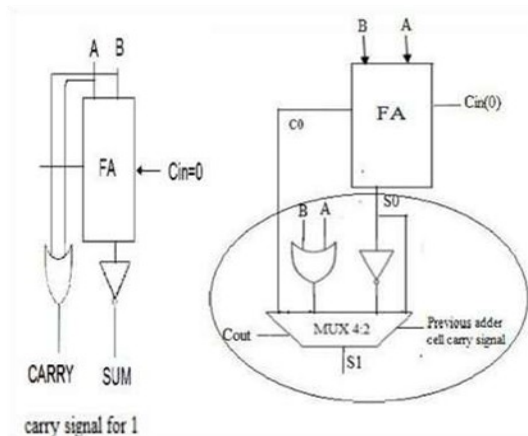 A B
FA
Cin=0
CARRY SUM
carry signal for 1
B A
FA
Cin(0)
C0
S0
B A
MUX 4:2
Cout
Previous adder
cell carry signal
S1